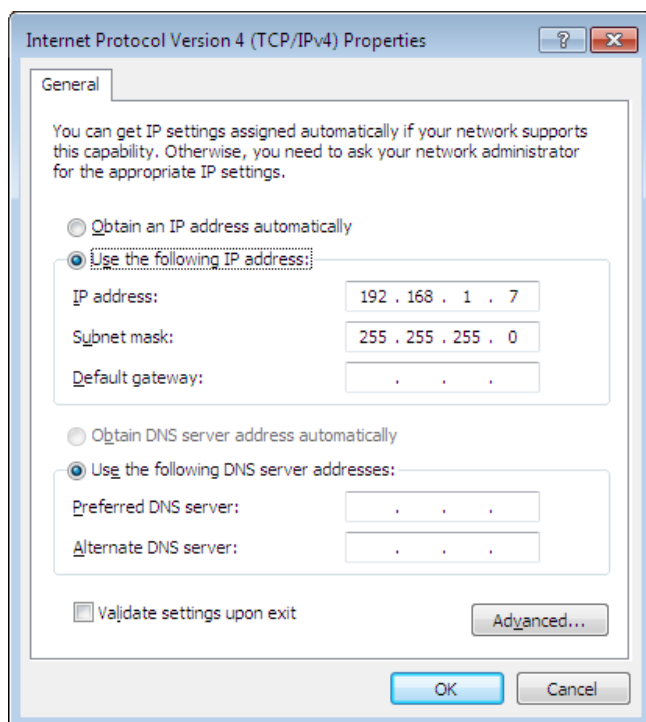 Internet Protocol Version 4 (TCP/IPv4) Properties
General
You can get IP settings assigned automatically if your network supports
this capability. Otherwise, you need to ask your network administrator
for the appropriate IP settings.
Obtain an IP address automatically
Use the following IP address:
IP address: 192 . 168 . 1 . 7
Subnet mask: 255 . 255 . 255 . 0
Default gateway: . . .
Obtain DNS server address automatically
Use the following DNS server addresses:
Preferred DNS server: . . .
Alternate DNS server: . . .
Validate settings upon exit
Advanced...
OK Cancel